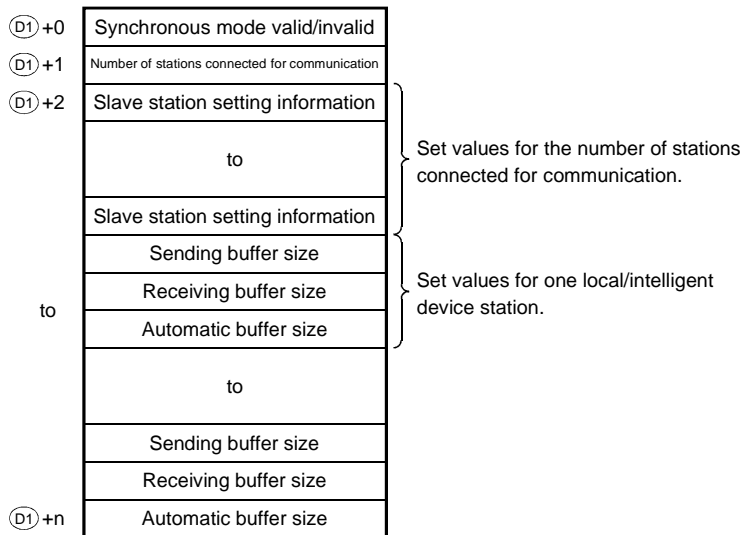 D1 +0 Synchronous mode valid/invalid
D1 +1 Number of stations connected for communication
D1 +2 Slave station setting information
to
Set values for the number of stations
connected for communication.
Slave station setting information
Sending buffer size
Receiving buffer size
Set values for one local/intelligent
device station.
to
Automatic buffer size
to
Sending buffer size
Receiving buffer size
D1 +n Automatic buffer size